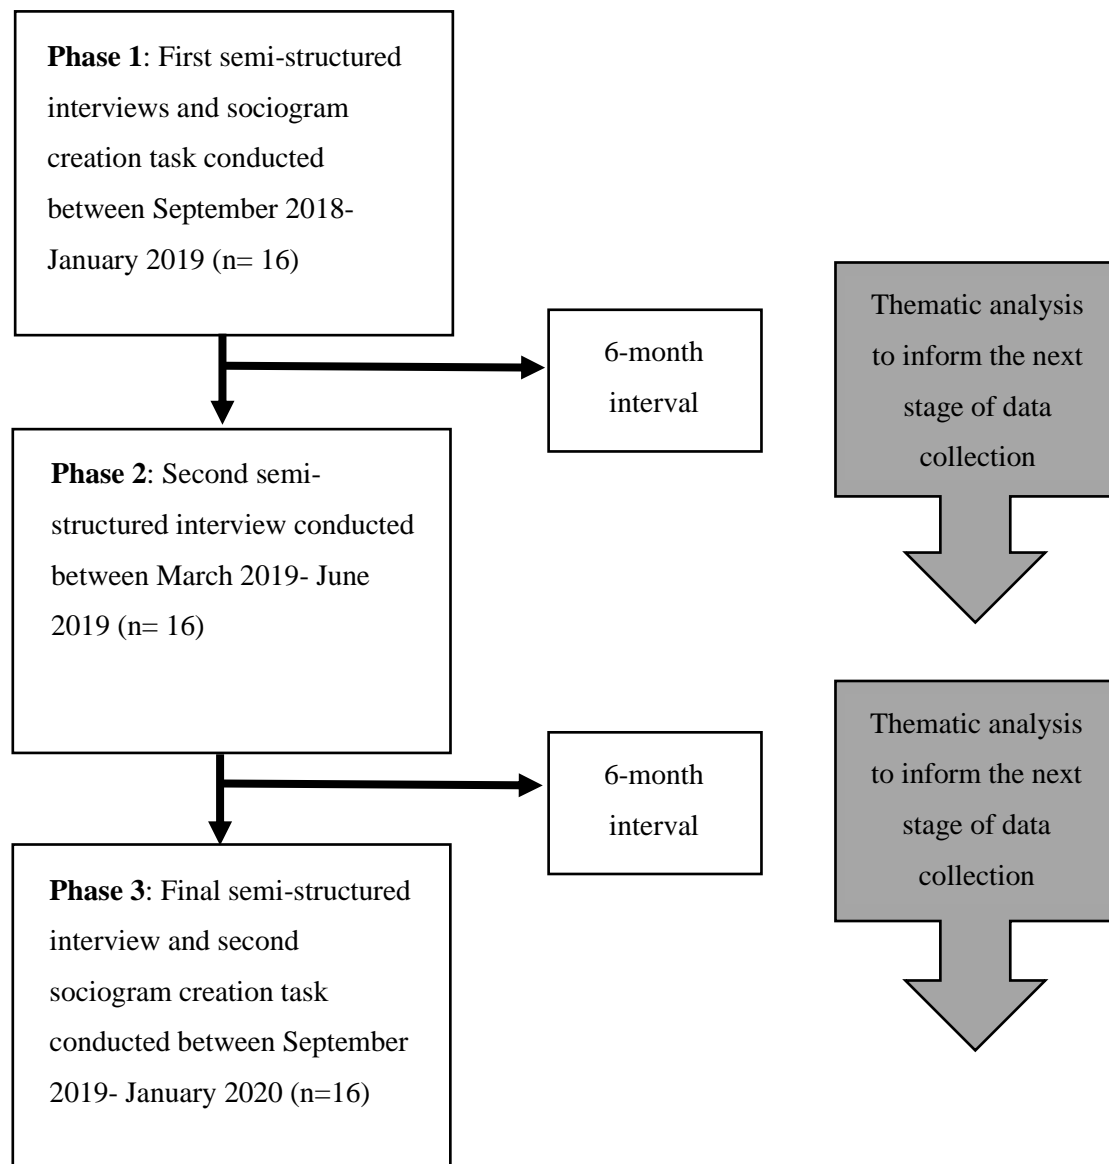 Phase 1: First semi-structured
interviews and sociogram
creation task conducted
between September 2018-
January 2019 (n= 16)
6-month
interval
Thematic analysis
to inform the next
stage of data
collection
Phase 2: Second semi-
structured interview conducted
between March 2019- June
2019 (n= 16)
6-month
interval
Thematic analysis
to inform the next
stage of data
collection
Phase 3: Final semi-structured
interview and second
sociogram creation task
conducted between September
2019- January 2020 (n=16)